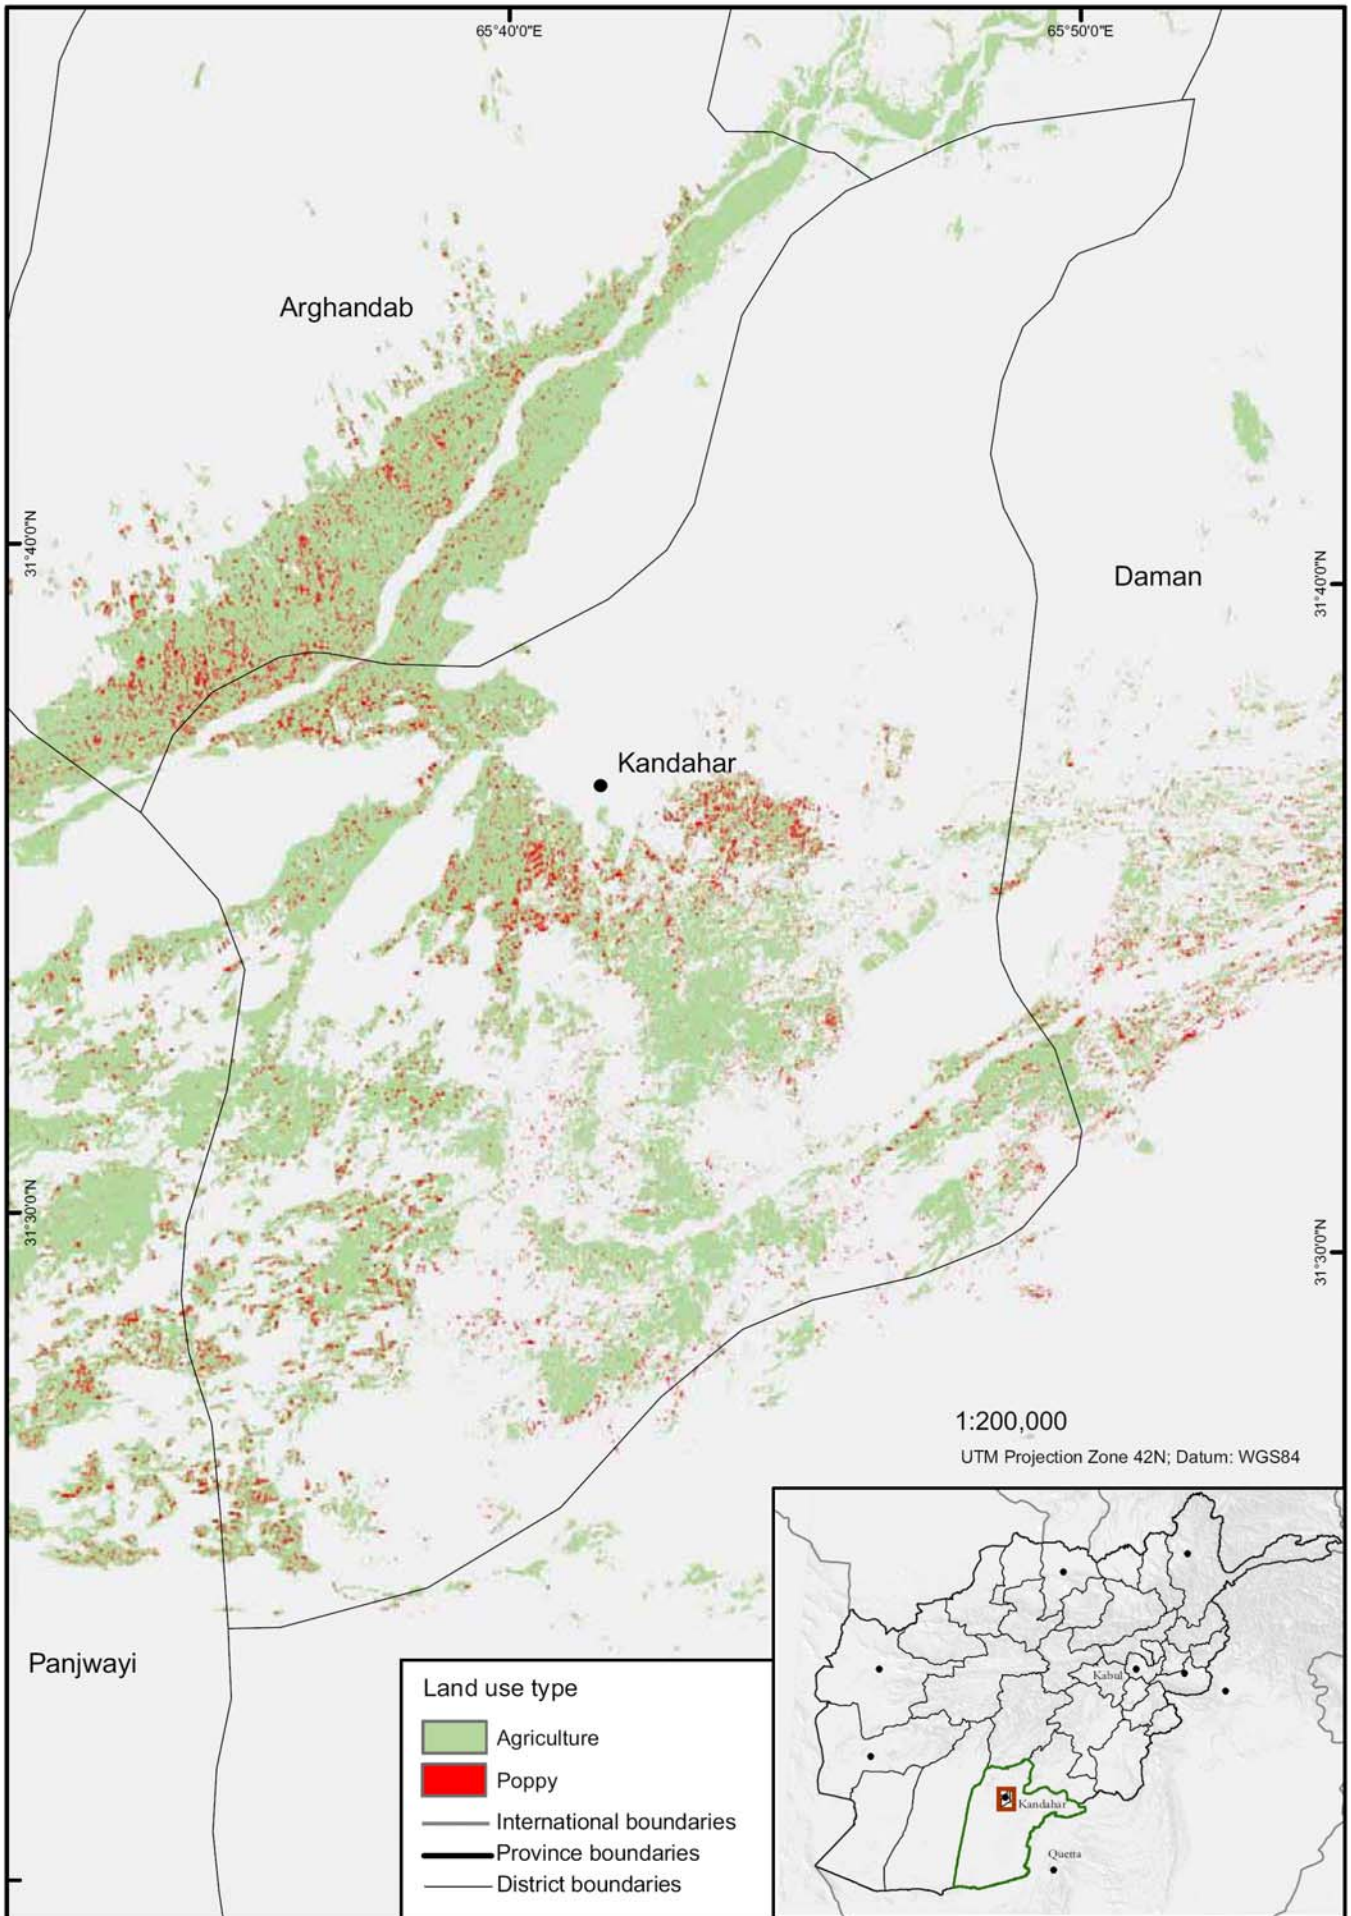 65°40'0"E
65°50'0"E
Arghandab
31°40'0"N
31°40'0"N
Daman
Kandahar
31°30'0"N
31°30'0"N
1:200,000
UTM Projection Zone 42N; Datum: WGS84
Panjwayi
Land use type
Agriculture
Poppy
International boundaries
Province boundaries
District boundaries
Kabul
Kandahar
Quetta